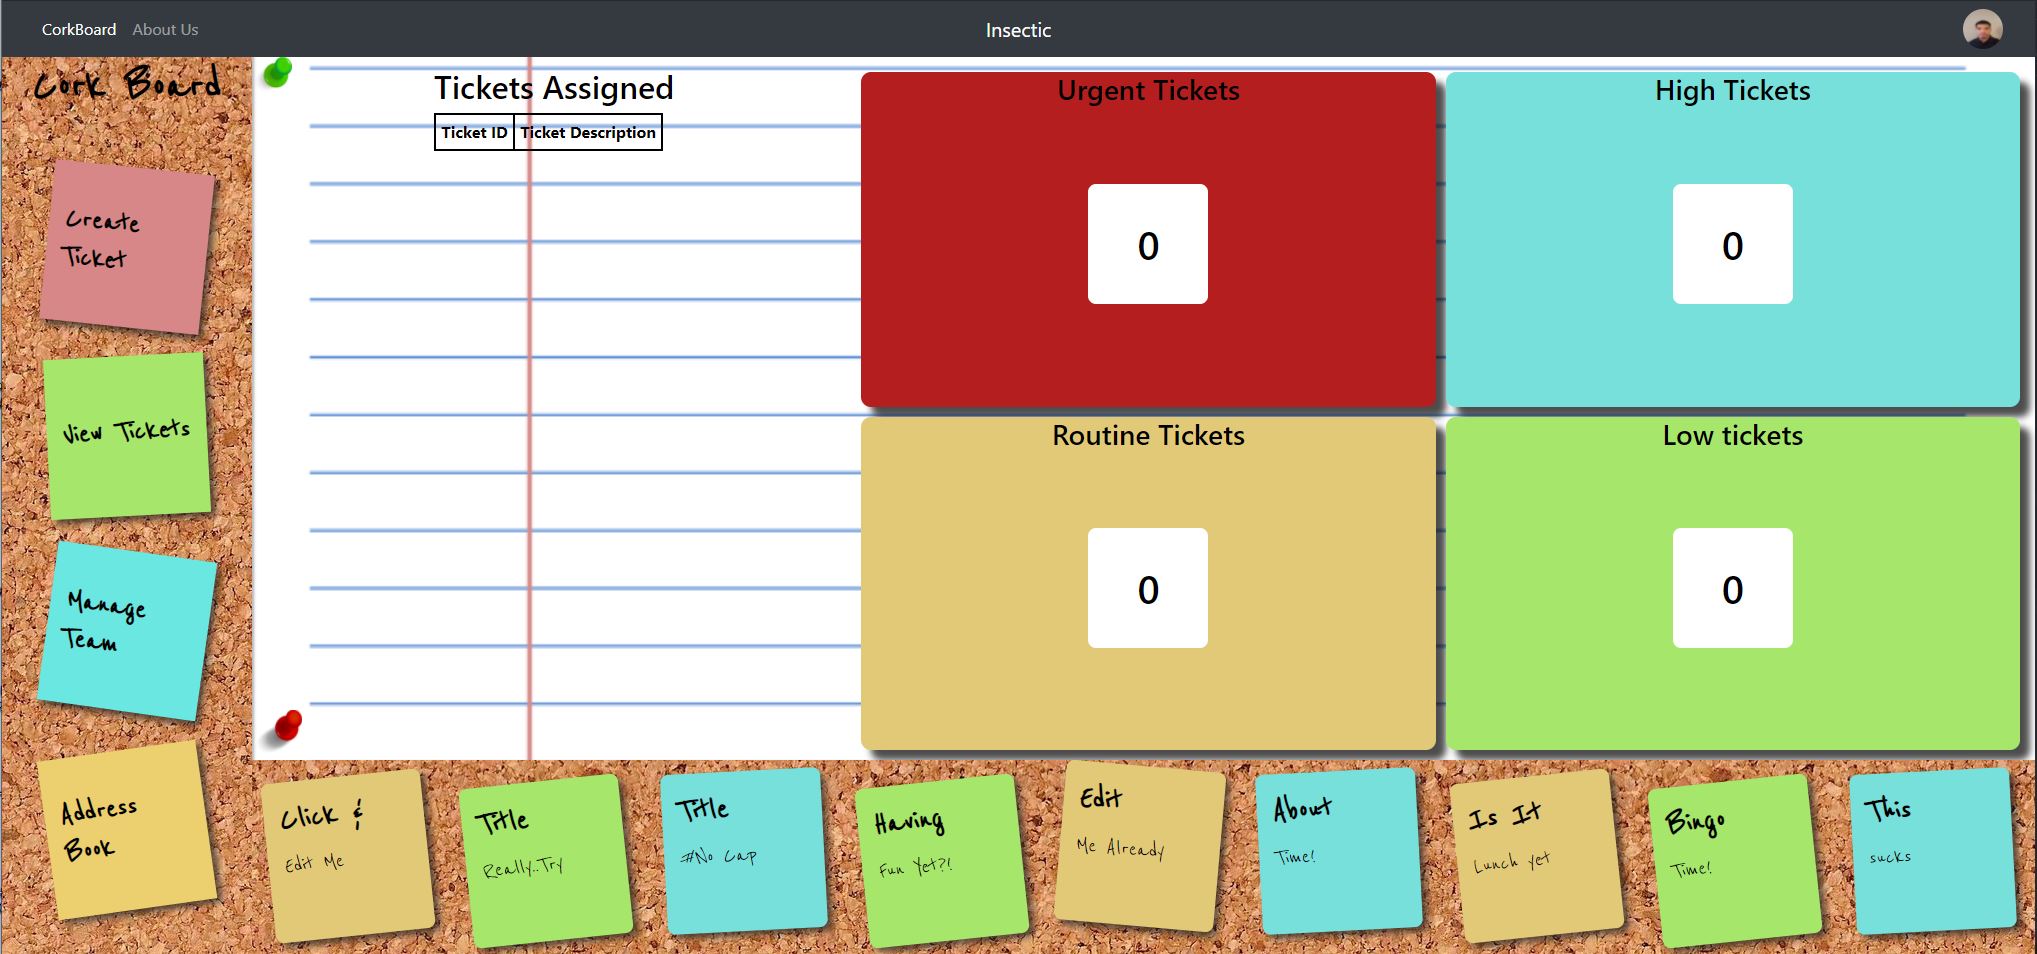 CorkBoard About Us
Insectic
Cork Board
Create
Ticket
View Tickets
Manage
Team
Address
Book
Tickets Assigned
Ticket ID Ticket Description
Urgent Tickets
0
High Tickets
0
Routine Tickets
0
Low tickets
0
Click &
Edit Me
Title
Really..Try
Title
#No Cap
Having
Fun Yet?!
Edit
Me Already
About
Time!
Is It
Lunch yet
Bingo
Time!
This
sucks